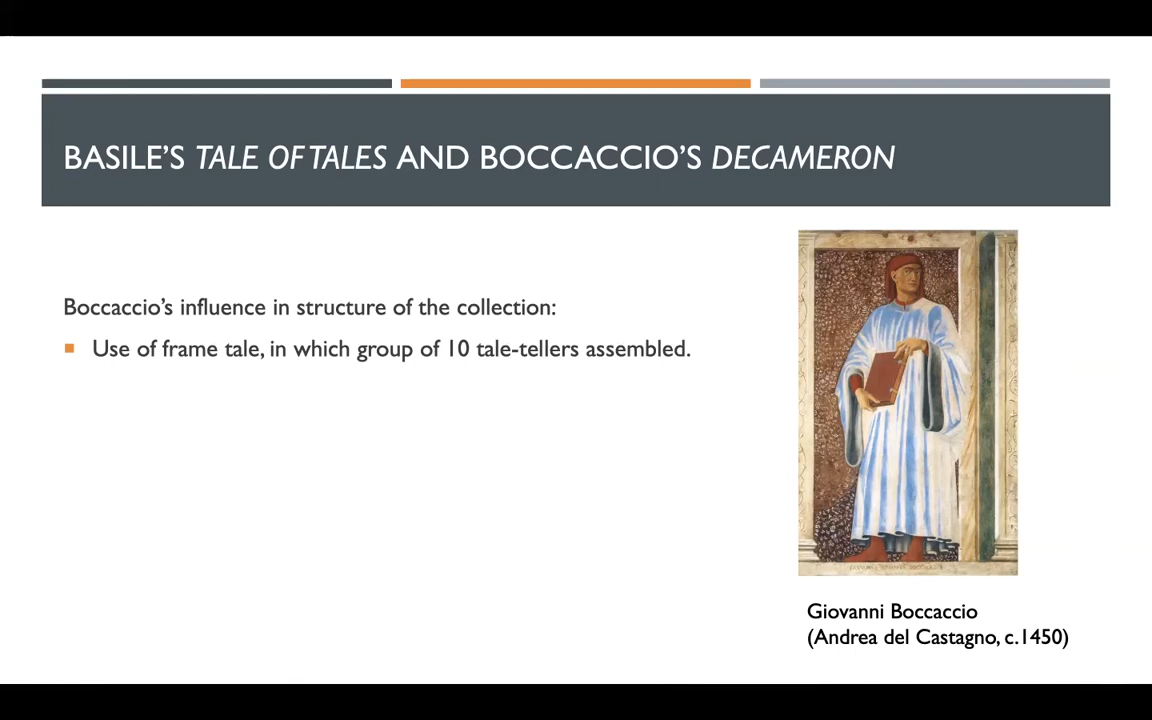 BASILE'S TALE OF TALES AND BOCCACCIO'S DECAMERON
Boccaccio's influence in structure of the collection:
Use of frame tale, in which group of 10 tale-tellers assembled.
Giovanni Boccaccio
(Andrea del Castagno, c.1450)